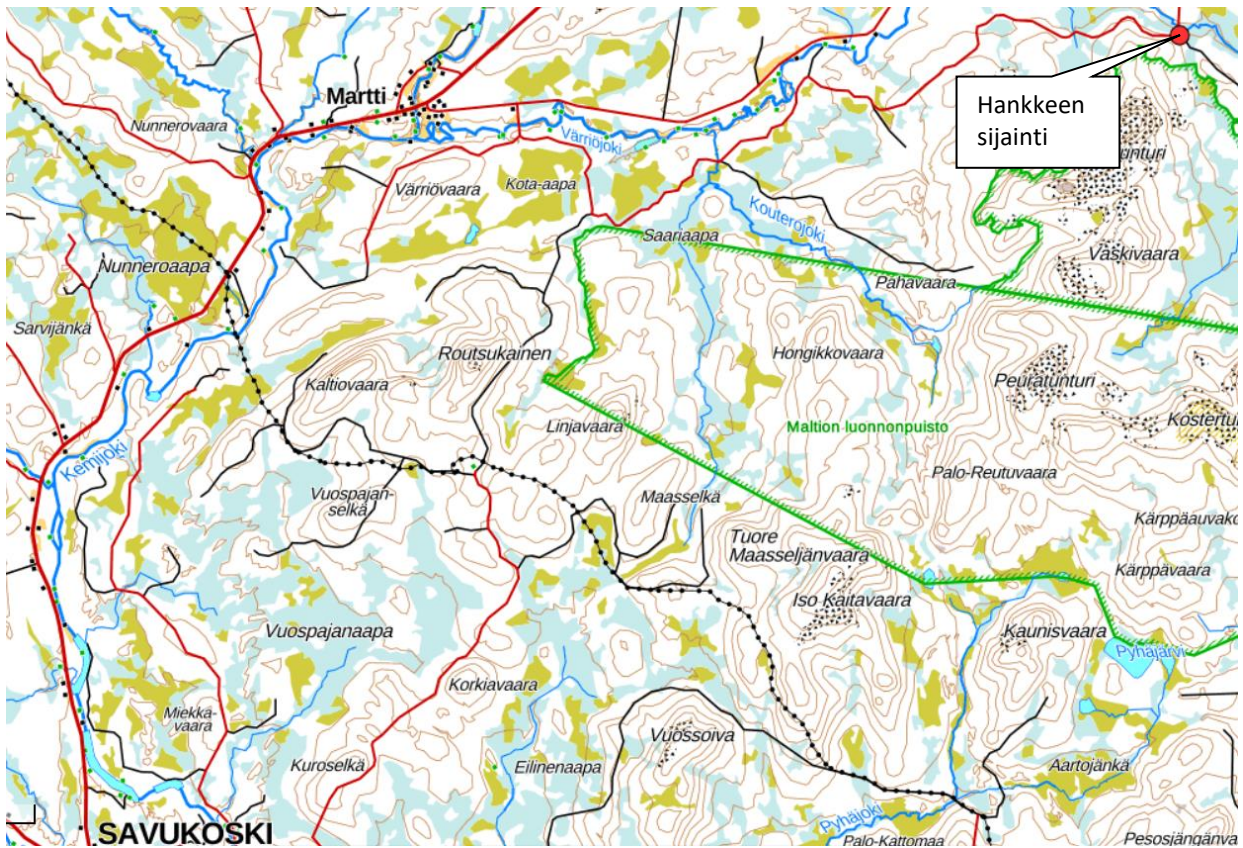 Hankkeen
sijainti
Martti
Nunnerovaara
Värriöjoki
Värriövaara
Kota-aapa
Kouterojoki
Saariaapa
Vaskivaara
Nunneroaapa
Pahavaara
Sarvijänkä
Routsukainen
Hongikkovaara
Kaltiovaara
Peuratunturi
Linjavaara
Maltion luonnonpuisto
Kemijoki
Palo-Reutuvaara
Vuospajan-
selkä
Maasselkä
Tuore
Maasseljänvaara
Kärppävaara
Iso Kaitavaara
Vuospajanaapa
Kaunisvaara
Pyhäjärvi
Korkiavaara
Miekka-
vaara
Vuossoiva
Kuroselkä
Eilinenaapa
Aartojänkä
Pyhäjoki
SAVUKOSKI
Palo-Kattomaa